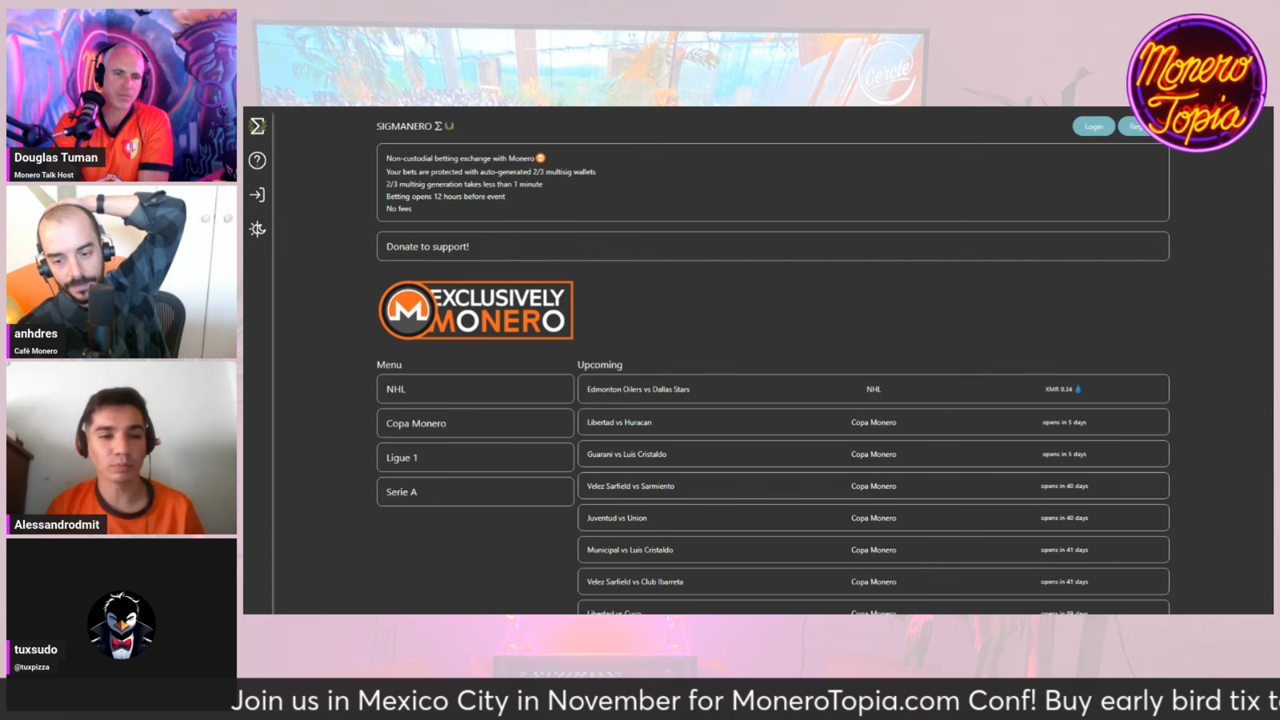 Douglas Tuman
Monero Talk Host
anhdres
Café Monero
Alessandrodmit
tuxsudo
@tuxpizza
Cercle
Monero
Topia
SIGMANERO Σ
Login
Non-custodial betting exchange with Monero
Your bets are protected with auto-generated 2/3 multisig wallets
2/3 multisig generation takes less than 1 minute
Betting opens 12 hours before event
No fees
Donate to support!
EXCLUSIVELY
MONERO
Menu
NHL
Copa Monero
Ligue 1
Serie A
Upcoming
Edmonton Oilers vs Dallas Stars NHL XMR 0.34
Libertad vs Huracan Copa Monero opens in 5 days
Guarani vs Luis Cristaldo Copa Monero opens in 5 days
Velez Sarfield vs Sarmiento Copa Monero opens in 40 days
Juventud vs Union Copa Monero opens in 40 days
Municipal vs Luis Cristaldo Copa Monero opens in 41 days
Velez Sarfield vs Club Ibarreta Copa Monero opens in 41 days
Join us in Mexico City in November for MoneroTopia.com Conf! Buy early bird tix t